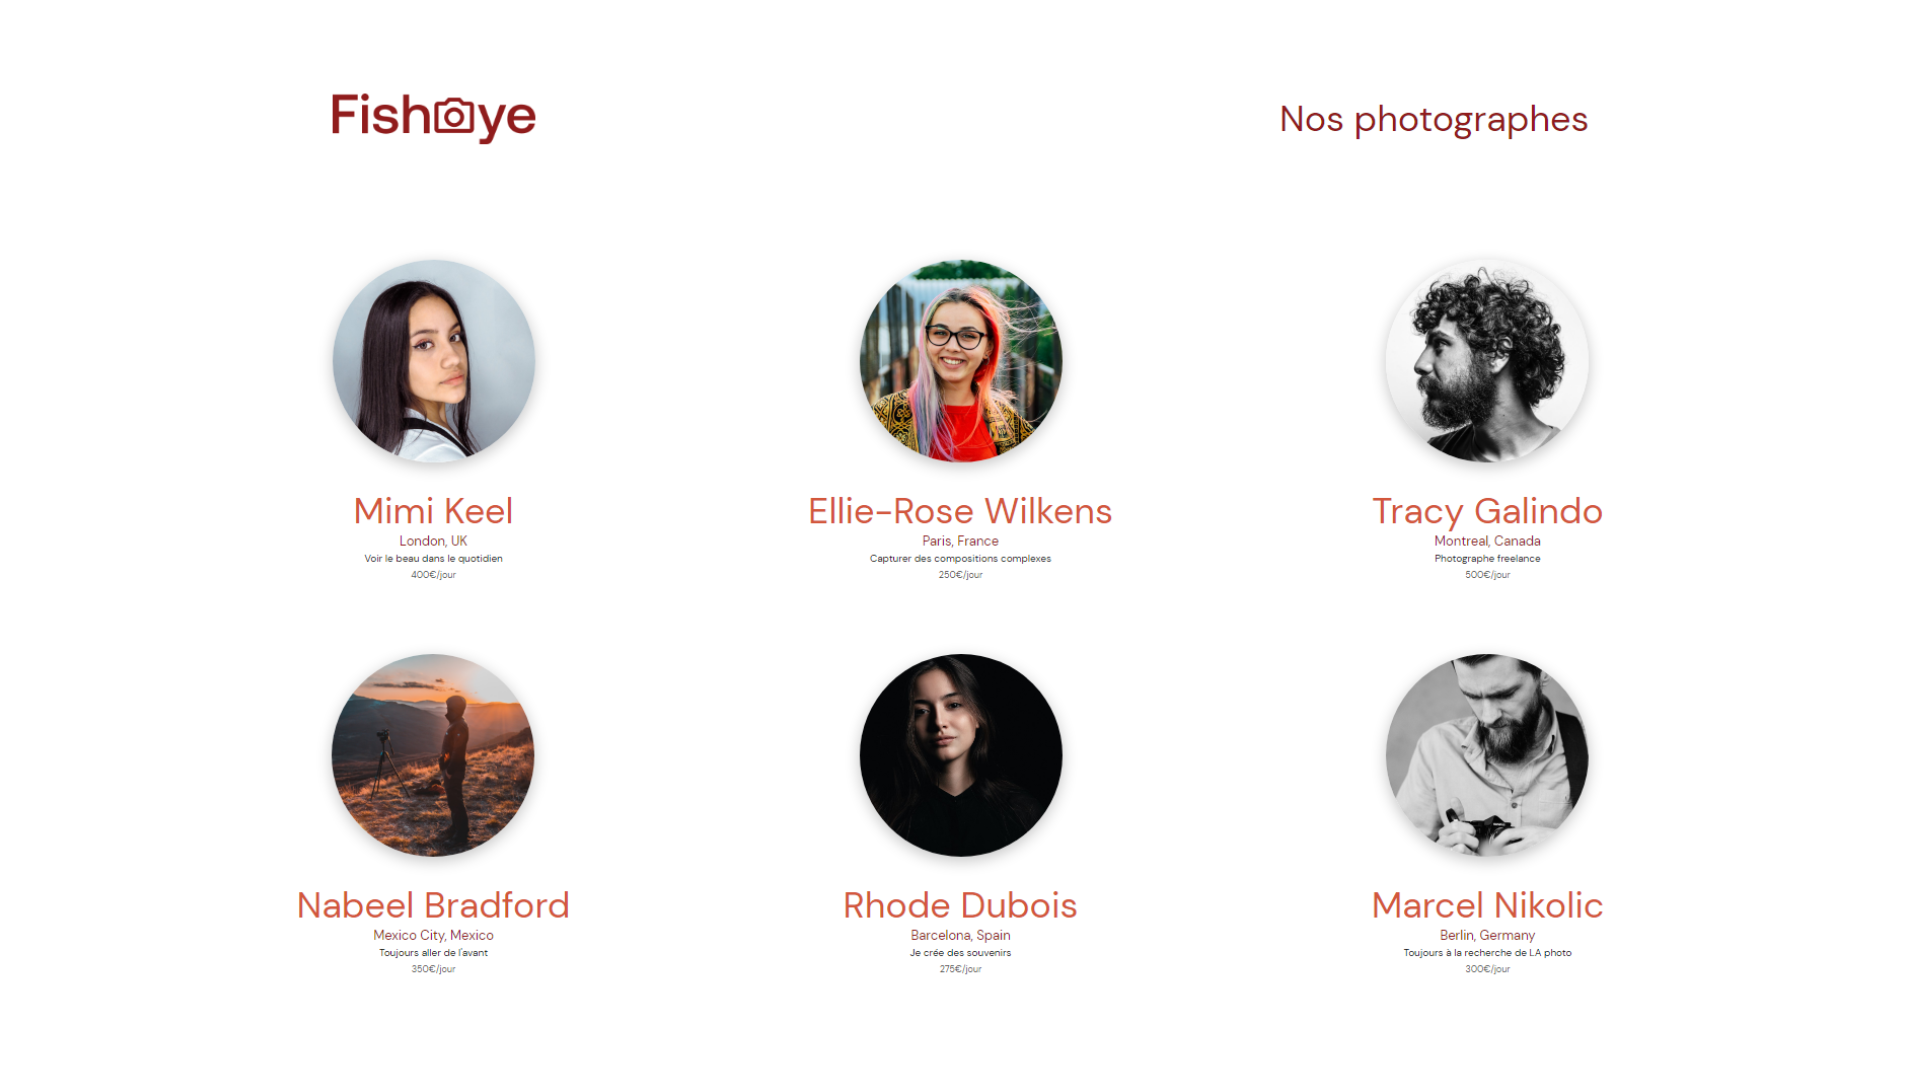 Fisheye
Nos photographes
Mimi Keel
London, UK
Voir le beau dans le quotidien
400€/jour
Ellie-Rose Wilkens
Paris, France
Capturer des compositions complexes
250€/jour
Tracy Galindo
Montreal, Canada
Photographe freelance
500€/jour
Nabeel Bradford
Mexico City, Mexico
Toujours aller de l'avant
350€/jour
Rhode Dubois
Barcelona, Spain
Je crée des souvenirs
275€/jour
Marcel Nikolic
Berlin, Germany
Toujours à la recherche de LA photo
300€/jour